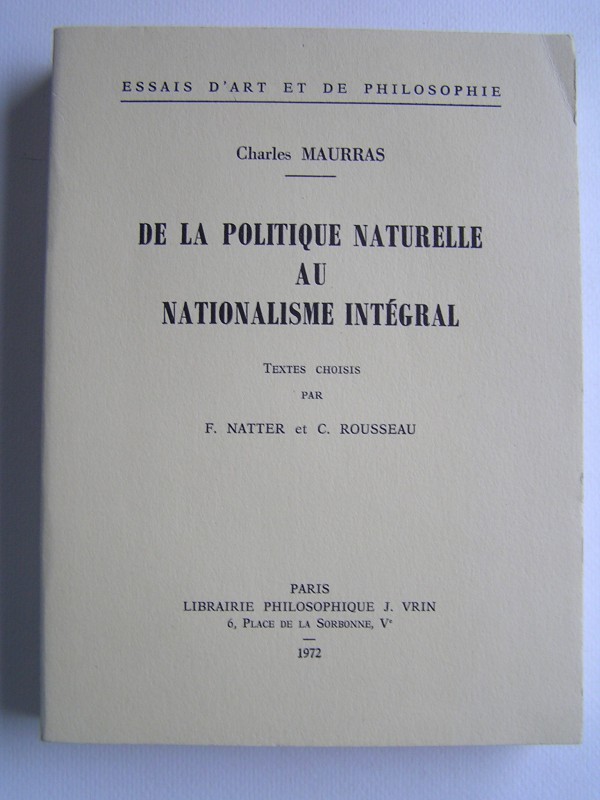 ESSAIS D'ART ET DE PHILOSOPHIE
Charles MAURRAS
DE LA POLITIQUE NATURELLE
AU
NATIONALISME INTÉGRAL
TEXTES CHOISIS
PAR
F. NATTER et C. ROUSSEAU
PARIS
LIBRAIRIE PHILOSOPHIQUE J. VRIN
6, PLACE DE LA SORBONNE, Vᵉ
1972